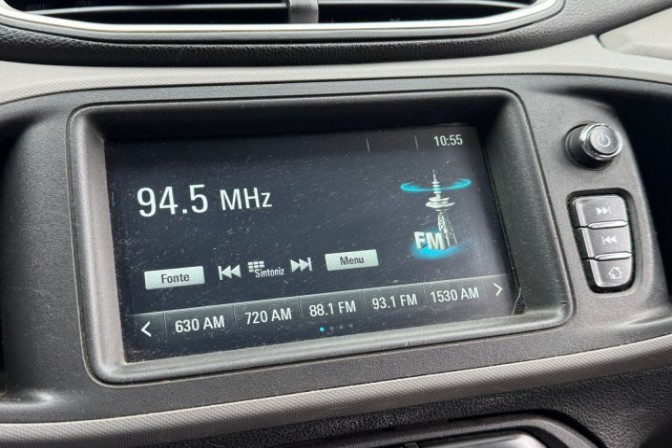 10:55
94.5 MHz
FM
Fonte
Sintoniz
Menu
630 AM
720 AM
88.1 FM
93.1 FM
1530 AM